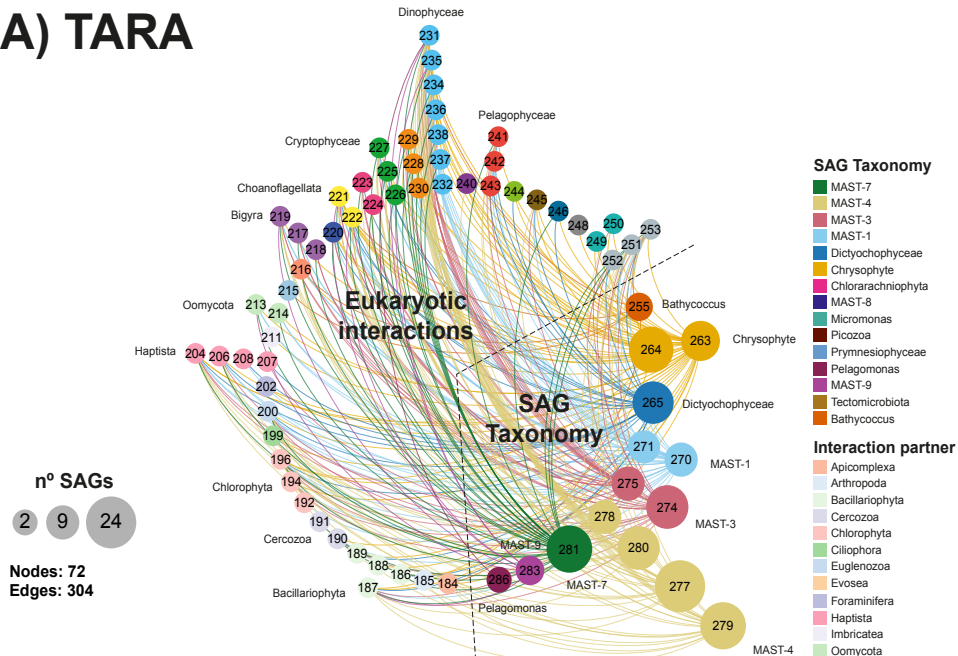 A) TARA
Dinophyceae
231
235
234
236
238
237
232
Pelagophyceae
241
242
243
240
244
245
246
248
249
250
251
252
253
Cryptophyceae
227
225
226
229
228
230
223
224
Choanoflagellata
221
222
220
Bigyra
219
217
218
216
215
Oomycota
213
214
211
Haptista
204
206
208
207
202
200
199
196
194
192
Chlorophyta
191
190
Cercozoa
189
188
187
186
185
184
Bacillariophyta
Eukaryotic
interactions
SAG
Taxonomy
Bathycoccus
255
263
264
Chrysophyte
265
Dictyochophyceae
271
270
MAST-1
275
274
MAST-3
278
280
277
279
MAST-4
MAST-9
281
MAST-7
283
286
Pelagomonas
nº SAGs
2
9
24
Nodes: 72
Edges: 304
SAG Taxonomy
MAST-7
MAST-4
MAST-3
MAST-1
Dictyochophyceae
Chrysophyte
Chlorarachniophyta
MAST-8
Micromonas
Picozoa
Prymnesiophyceae
Pelagomonas
MAST-9
Tectomicrobiota
Bathycoccus
Interaction partner
Apicomplexa
Arthropoda
Bacillariophyta
Cercozoa
Chlorophyta
Ciliophora
Euglenozoa
Evosea
Foraminifera
Haptista
Imbricatea
Oomycota